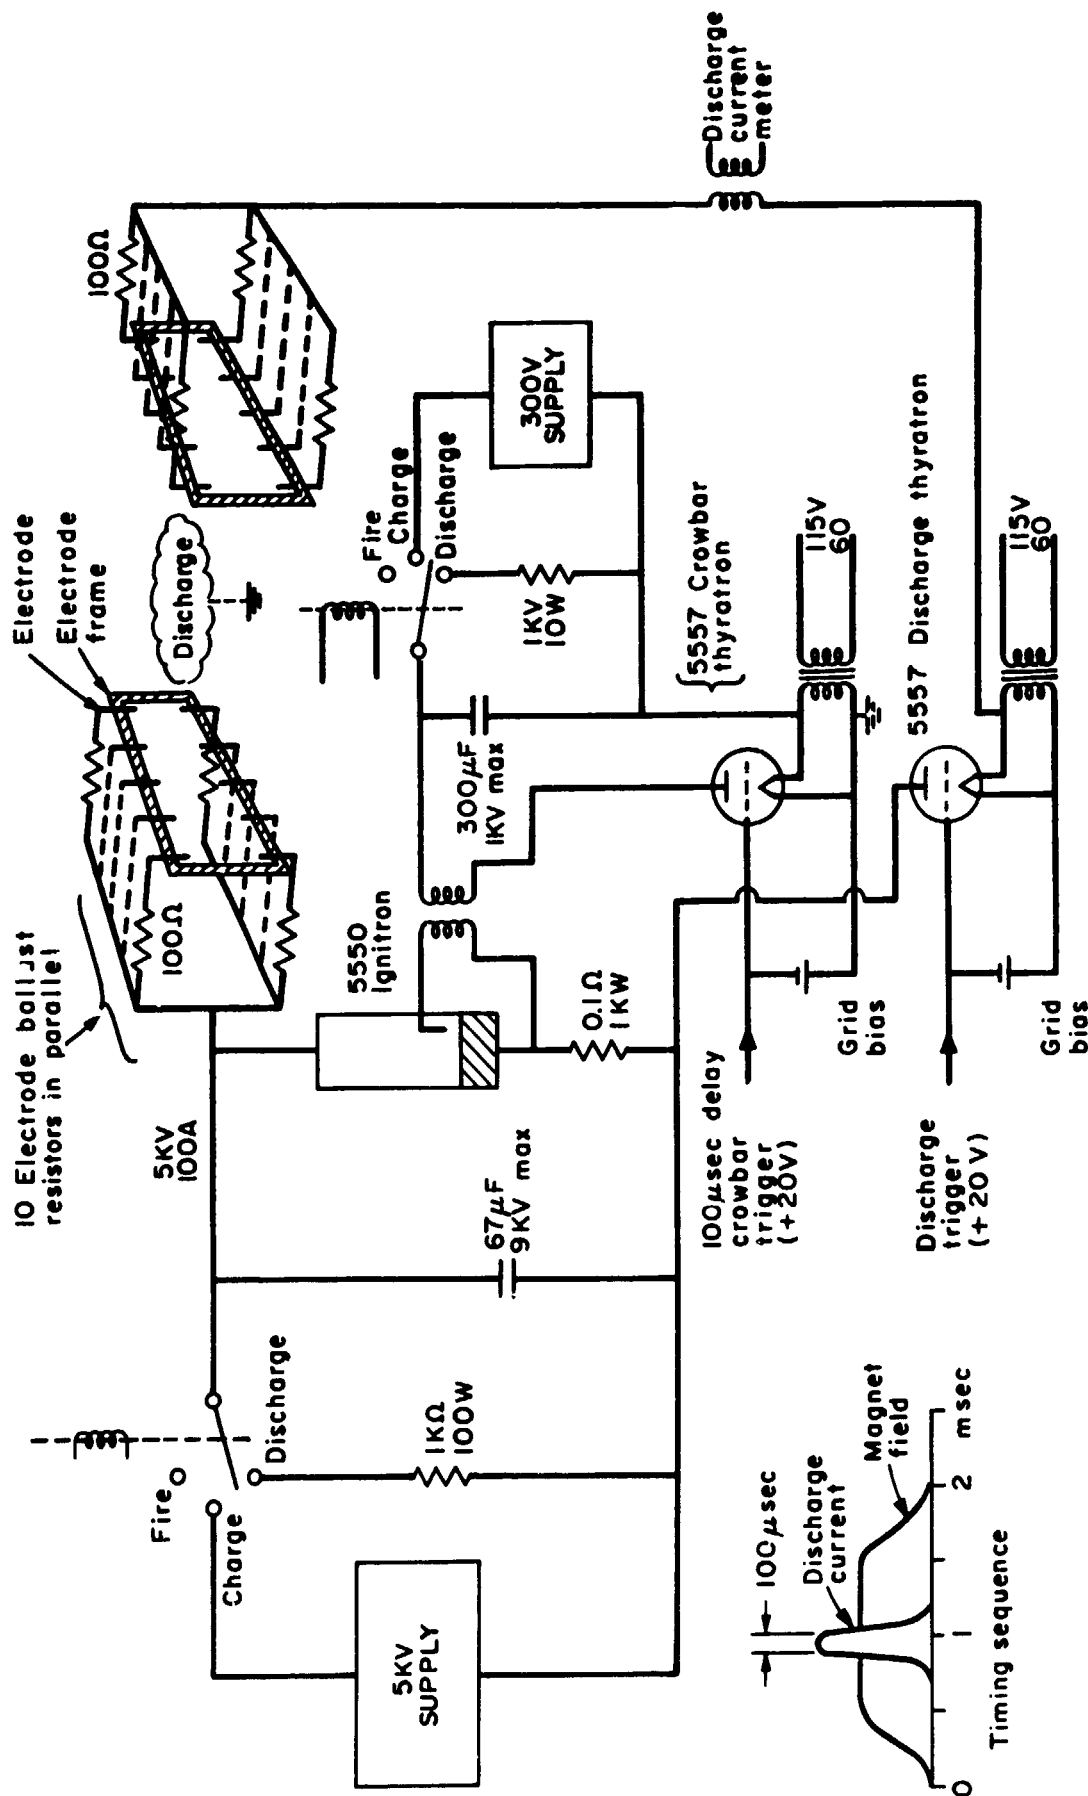 10 Electrode ballast
resistors in parallel
Electrode
Electrode
frame
Discharge
100Ω
100Ω
5KV
100A
Fire
Charge
Discharge
5KV
SUPPLY
1KΩ
100W
67μF
9KV max
5550
Ignitron
0.1Ω
1KW
300μF
1KV max
Fire
Charge
Discharge
1KV
10W
300V
SUPPLY
Discharge
current
meter
5557 Crowbar
thyratron
115V
60
5557 Discharge thyratron
115V
60
100μsec delay
crowbar
trigger
(+20V)
Grid
bias
Discharge
trigger
(+20V)
Grid
bias
100μsec
Discharge
current
Magnet
field
0
1
2
msec
Timing sequence